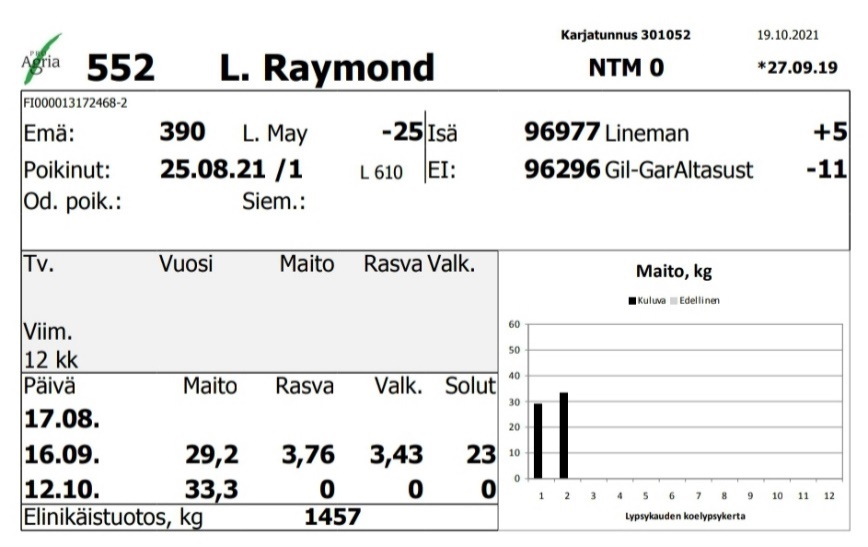 Karjatunnus 301052 19.10.2021
PRO Agria 552 L. Raymond NTM 0 *27.09.19
FI000013172468-2
Emä: 390 L. May -25 Isä 96977 Lineman +5
Poikinut: 25.08.21 /1 L 610 EI: 96296 Gil-GarAltasust -11
Od. poik.: Siem.:
Tv. Vuosi Maito Rasva Valk.
Viim.
12 kk
Päivä Maito Rasva Valk. Solut
17.08.
16.09. 29,2 3,76 3,43 23
12.10. 33,3 0 0 0
Elinikäistuotos, kg 1457
Maito, kg
Kuluva Edellinen
60
50
40
30
20
10
0
1 2 3 4 5 6 7 8 9 10 11 12
Lypsykauden koelypsykerta